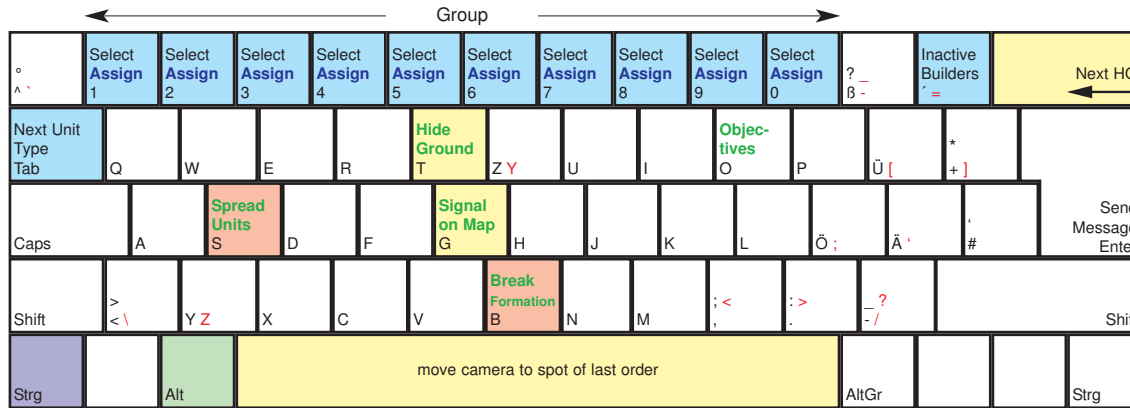 Group
Select Select Select Select Select Select Select Select Select Select Inactive
Assign Assign Assign Assign Assign Assign Assign Assign Assign Assign Builders
° ? _
^ ` 1 2 3 4 5 6 7 8 9 0 ß - ´ = Next HQ
Next Unit Hide Objec-
Type Ground tives *
Tab Q W E R T Z Y U I O P Ü [ + ]
Spread Signal Send
Units on Map ' Message
Caps A S D F G H J K L Ö ; Ä ' # Enter
Break
> Formation ; < : > _ ?
Shift < \ Y Z X C V B N M , . - / Shift
move camera to spot of last order
Strg Alt AltGr Strg